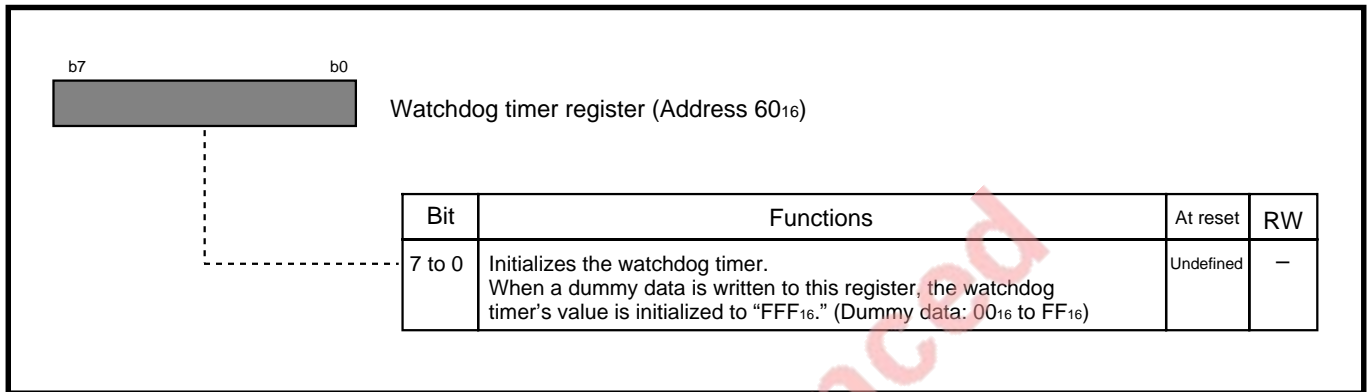 b7 b0
Watchdog timer register (Address 60₁₆)
Bit Functions At reset RW
7 to 0 Initializes the watchdog timer. Undefined –
When a dummy data is written to this register, the watchdog
timer's value is initialized to “FFF₁₆.” (Dummy data: 00₁₆ to FF₁₆)
nced